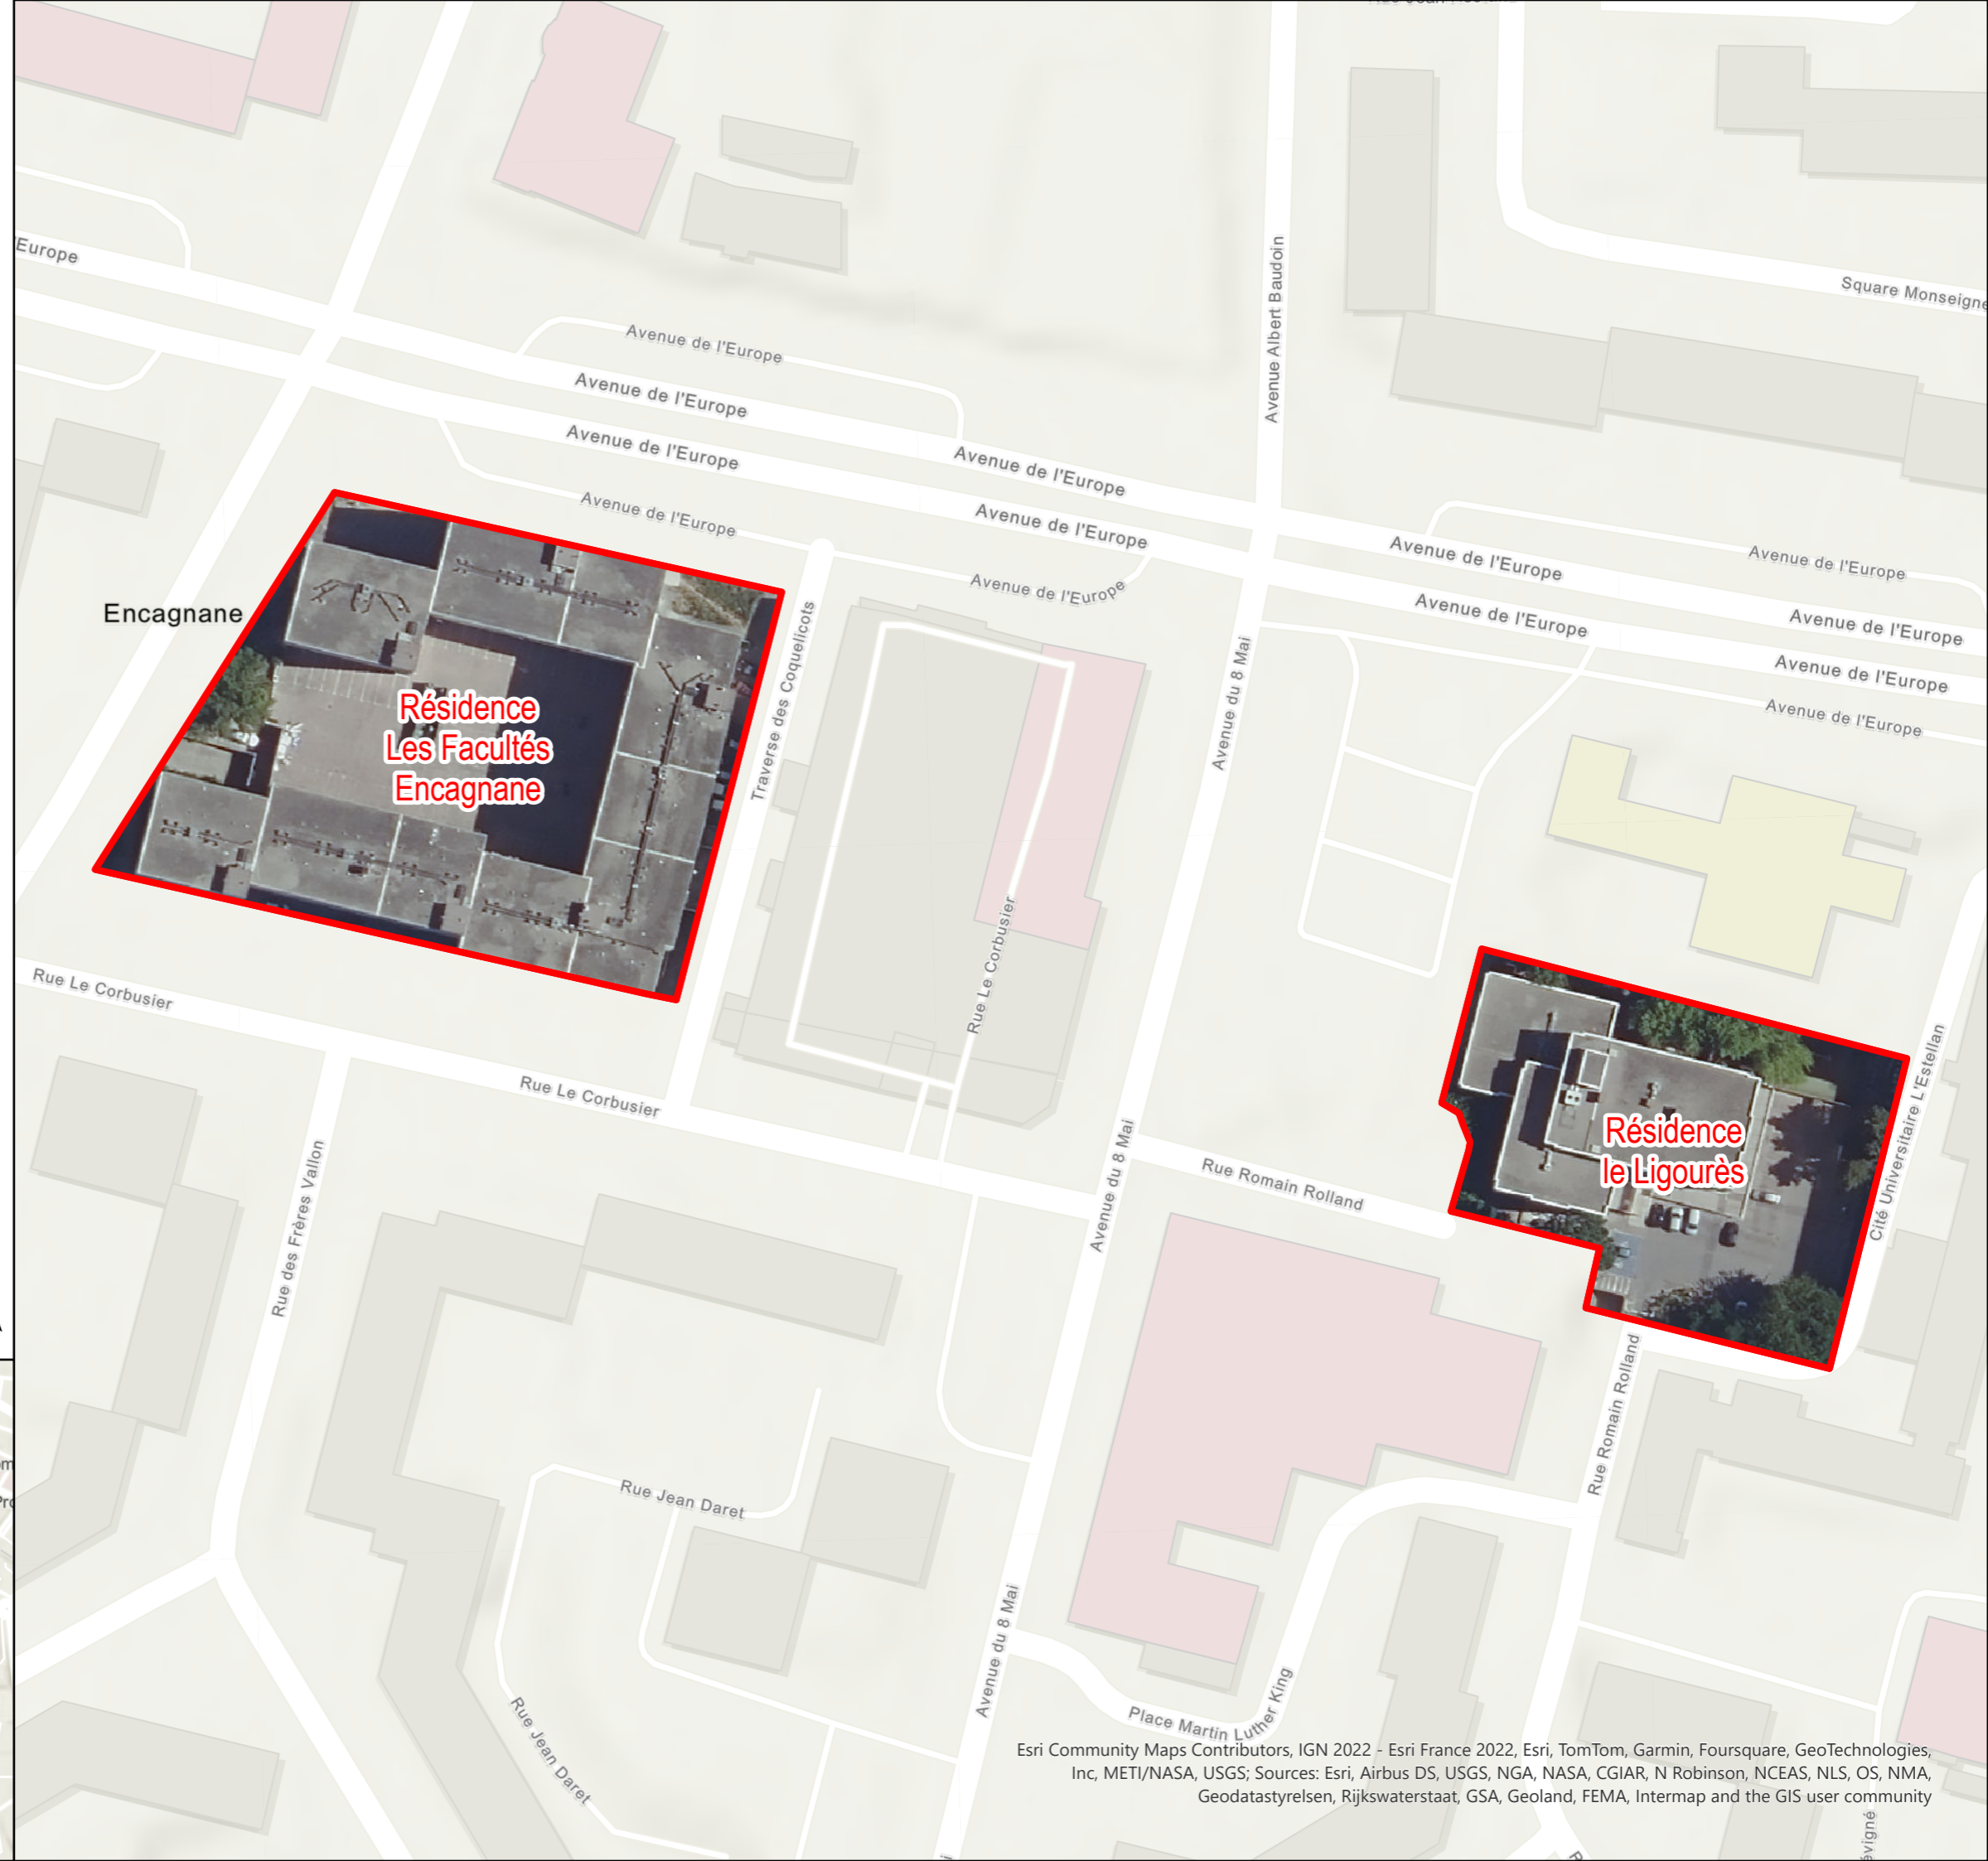 'Europe
Avenue de l'Europe
Avenue de l'Europe
Avenue de l'Europe
Avenue de l'Europe
Avenue de l'Europe
Avenue de l'Europe
Avenue de l'Europe
Avenue Albert Baudoin
Square Monseigne
Avenue de l'Europe
Avenue de l'Europe
Avenue de l'Europe
Avenue de l'Europe
Avenue de l'Europe
Avenue de l'Europe
Encagnane
Résidence
Les Facultés
Encagnane
Traverse des Coquelicots
Avenue du 8 Mai
Rue Le Corbusier
Rue Le Corbusier
Rue Le Corbusier
Rue des Frères Vallon
Avenue du 8 Mai
Rue Romain Rolland
Résidence
le Ligourès
Cité Universitaire L'Estellan
Rue Romain Rolland
Rue Jean Daret
Rue Jean Daret
Avenue du 8 Mai
Place Martin Luther King
Esri Community Maps Contributors, IGN 2022 - Esri France 2022, Esri, TomTom, Garmin, Foursquare, GeoTechnologies,
Inc, METI/NASA, USGS; Sources: Esri, Airbus DS, USGS, NGA, NASA, CGIAR, N Robinson, NCEAS, NLS, OS, NMA,
Geodatastyrelsen, Rijkswaterstaat, GSA, Geoland, FEMA, Intermap and the GIS user community
évigné